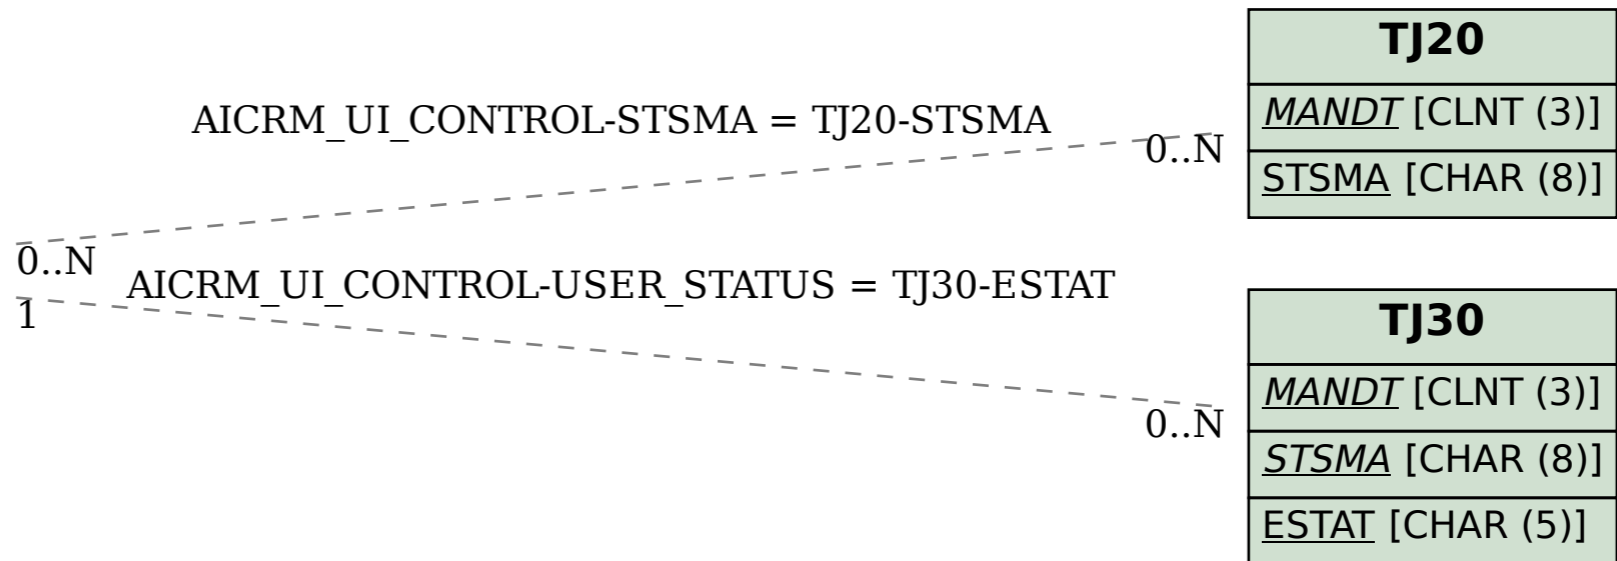 TJ20
AICRM_UI_CONTROL-STSMA = TJ20-STSMA
MANDT [CLNT (3)]
0..N
STSMA [CHAR (8)]
0..N
AICRM_UI_CONTROL-USER_STATUS = TJ30-ESTAT
1
TJ30
MANDT [CLNT (3)]
0..N
STSMA [CHAR (8)]
ESTAT [CHAR (5)]